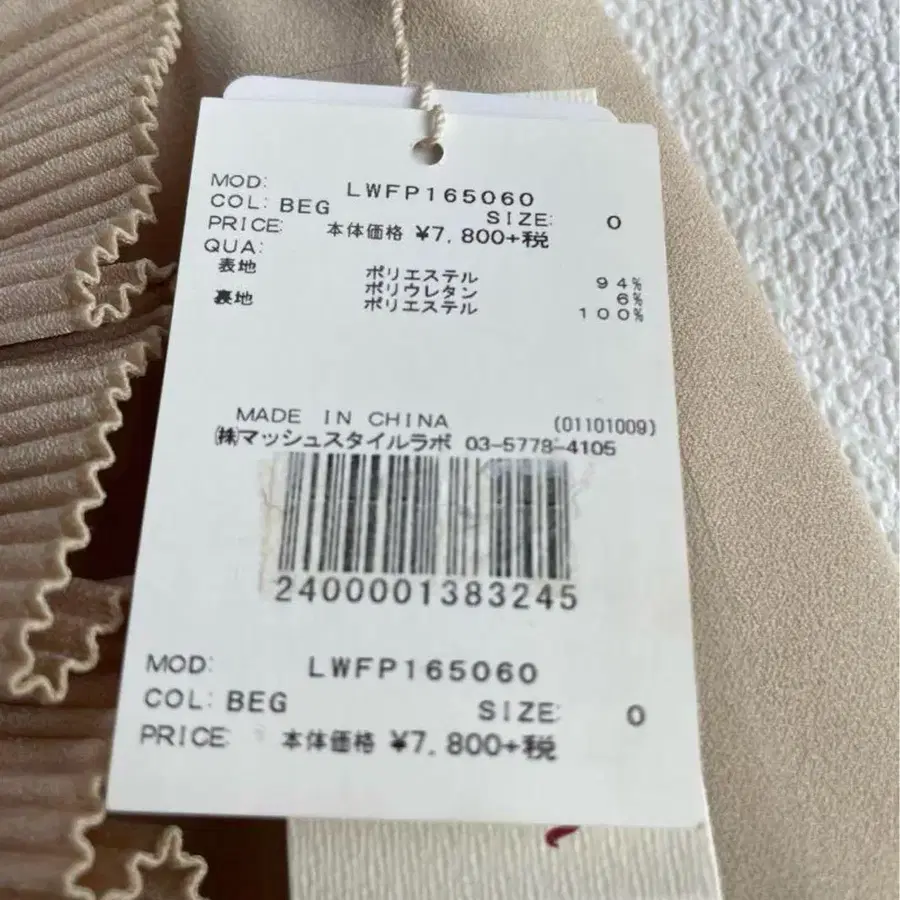 MOD: LWFP165060
COL: BEG SIZE: 0
PRICE: 本体価格 ¥7,800+税
QUA:
表地 ポリエステル 94%
ポリウレタン 6%
裏地 ポリエステル 100%
MADE IN CHINA (01101009)
㈱マッシュスタイルラボ 03-5778-4105
2400001383245
MOD: LWFP165060
COL: BEG SIZE: 0
PRICE: 本体価格 ¥7,800+税